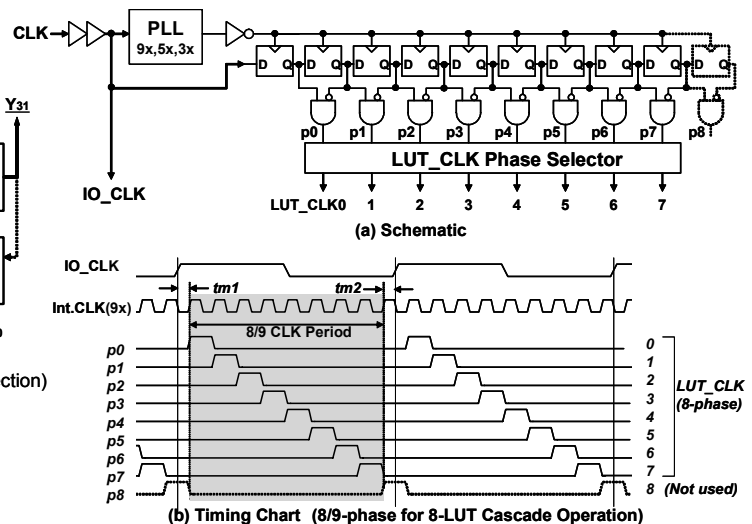 CLK
PLL
9x,5x,3x
D Q D Q D Q D Q D Q D Q D Q D Q D Q D Q
Y31
p0 p1 p2 p3 p4 p5 p6 p7 p8
LUT_CLK Phase Selector
IO_CLK
LUT_CLK0 1 2 3 4 5 6 7
(a) Schematic
IO_CLK
tm1 tm2
Int.CLK(9x)
8/9 CLK Period
p0 0
p1 1
p2 2
p3 3
p4 4
p5 5
p6 6
p7 7
LUT_CLK
(8-phase)
p8 8 (Not used)
ection)
(b) Timing Chart (8/9-phase for 8-LUT Cascade Operation)